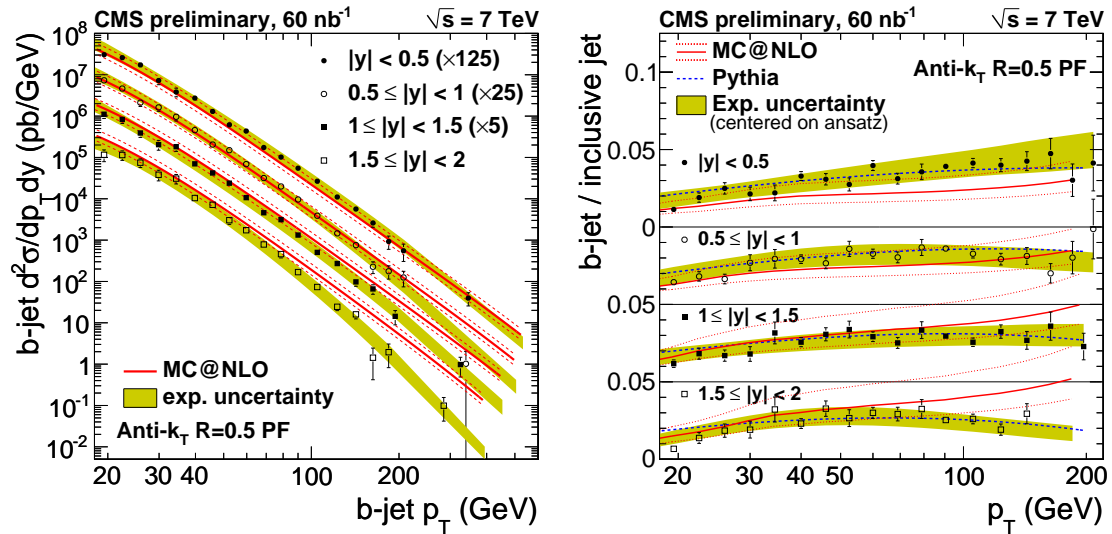 CMS preliminary, 60 nb⁻¹ √s = 7 TeV
b-jet d²σ/dp_T dy (pb/GeV)
10⁸
10⁷
10⁶
10⁵
10⁴
10³
10²
10
1
10⁻¹
10⁻²
|y| < 0.5 (×125)
0.5 ≤ |y| < 1 (×25)
1 ≤ |y| < 1.5 (×5)
1.5 ≤ |y| < 2
MC@NLO
exp. uncertainty
Anti-k_T R=0.5 PF
20 30 40 100 200
b-jet p_T (GeV)
CMS preliminary, 60 nb⁻¹ √s = 7 TeV
b-jet / inclusive jet
MC@NLO
Pythia
Exp. uncertainty
(centered on ansatz)
Anti-k_T R=0.5 PF
0.1
0.05
|y| < 0.5
0
0.5 ≤ |y| < 1
0
0.05
1 ≤ |y| < 1.5
0
0.05
1.5 ≤ |y| < 2
0
20 30 40 50 100 200
p_T (GeV)